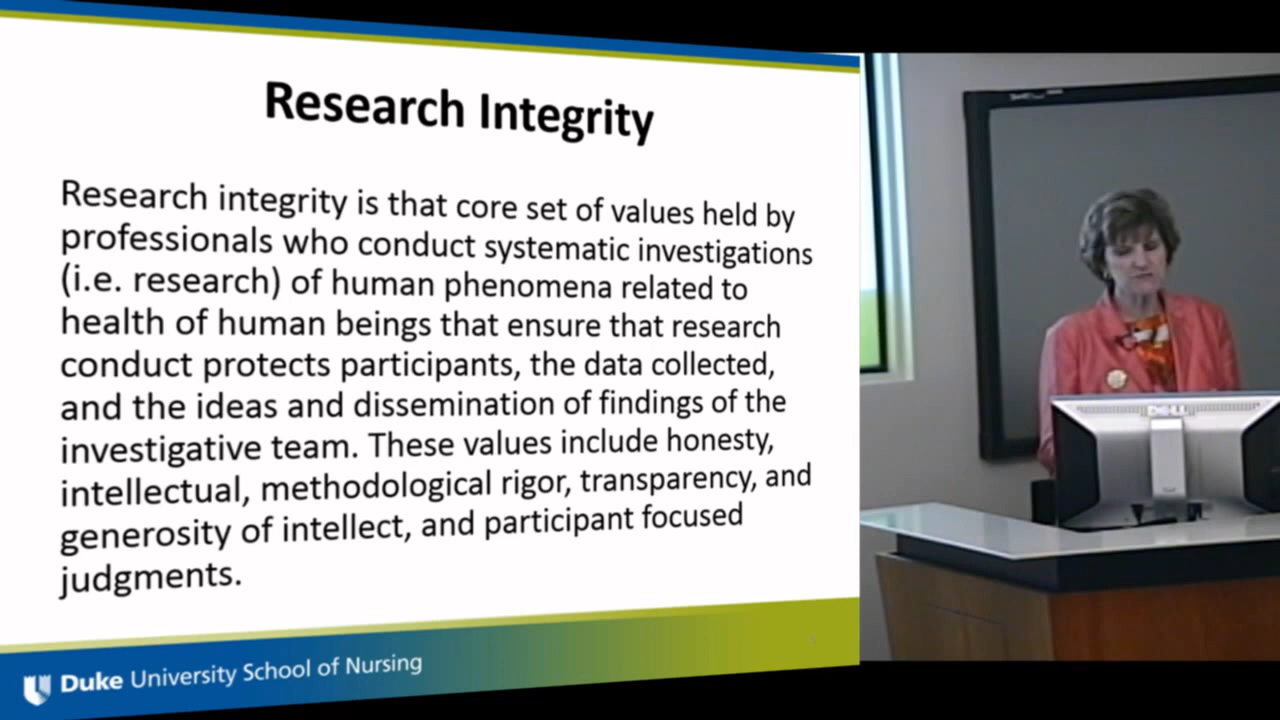 Research Integrity
Research integrity is that core set of values held by
professionals who conduct systematic investigations
(i.e. research) of human phenomena related to
health of human beings that ensure that research
conduct protects participants, the data collected,
and the ideas and dissemination of findings of the
investigative team. These values include honesty,
intellectual, methodological rigor, transparency, and
generosity of intellect, and participant focused
judgments.
Duke University School of Nursing
DELL